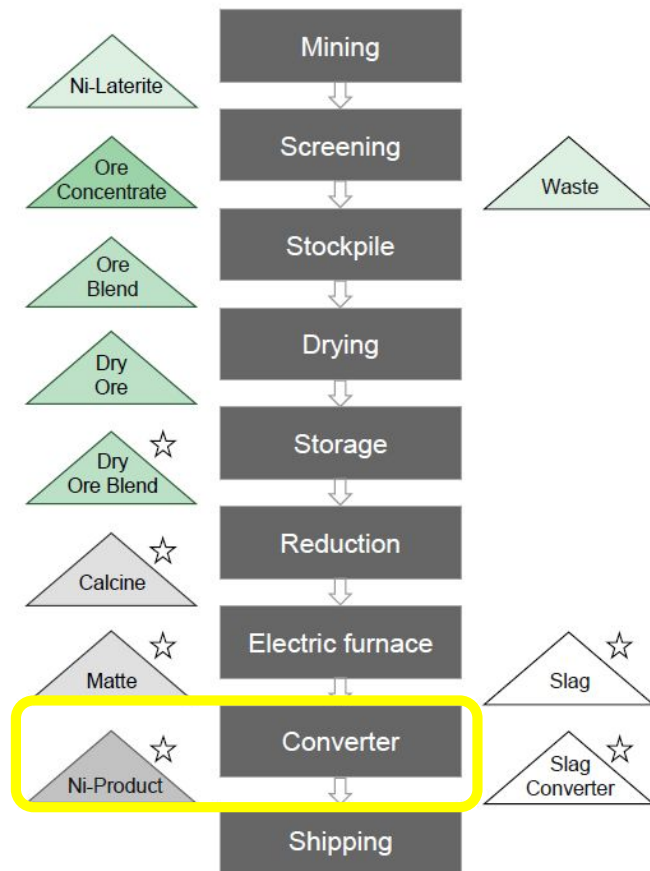 Mining
Ni-Laterite
Screening
Ore
Concentrate
Waste
Stockpile
Ore
Blend
Drying
Dry
Ore
Storage
Dry
Ore Blend
Reduction
Calcine
Electric furnace
Matte
Slag
Converter
Ni-Product
Slag
Converter
Shipping